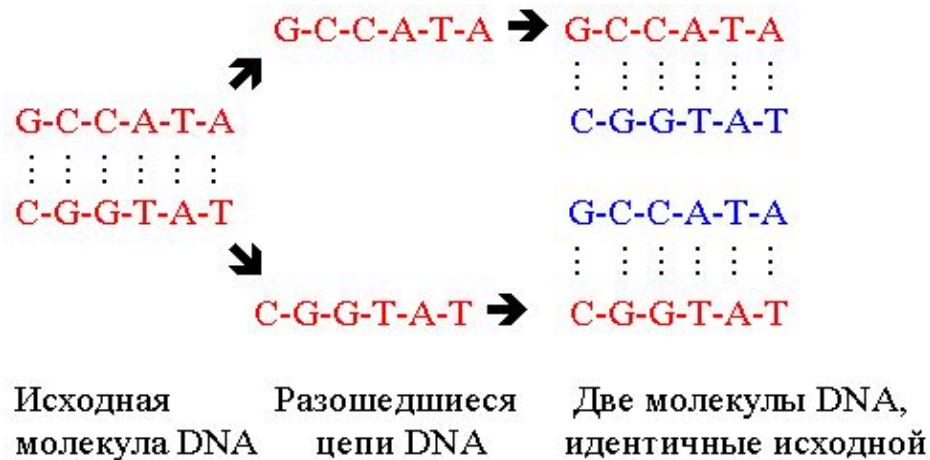 G-C-C-A-T-A
G-C-C-A-T-A
G-C-C-A-T-A
C-G-G-T-A-T
C-G-G-T-A-T
G-C-C-A-T-A
C-G-G-T-A-T
C-G-G-T-A-T
Исходная
молекула DNA
Разошедшиеся
цепи DNA
Две молекулы DNA,
идентичные исходной